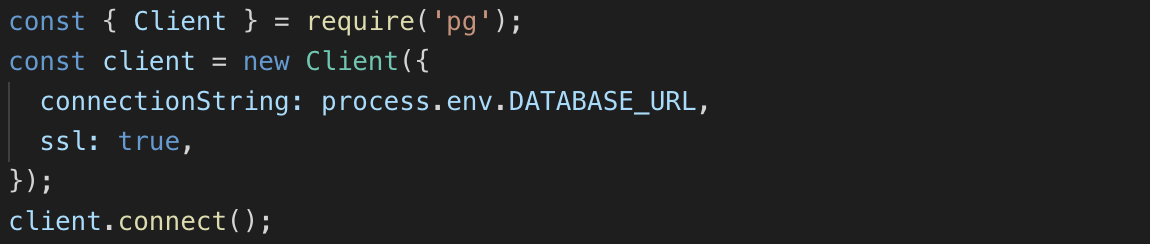 const { Client } = require('pg');
const client = new Client({
  connectionString: process.env.DATABASE_URL,
  ssl: true,
});
client.connect();